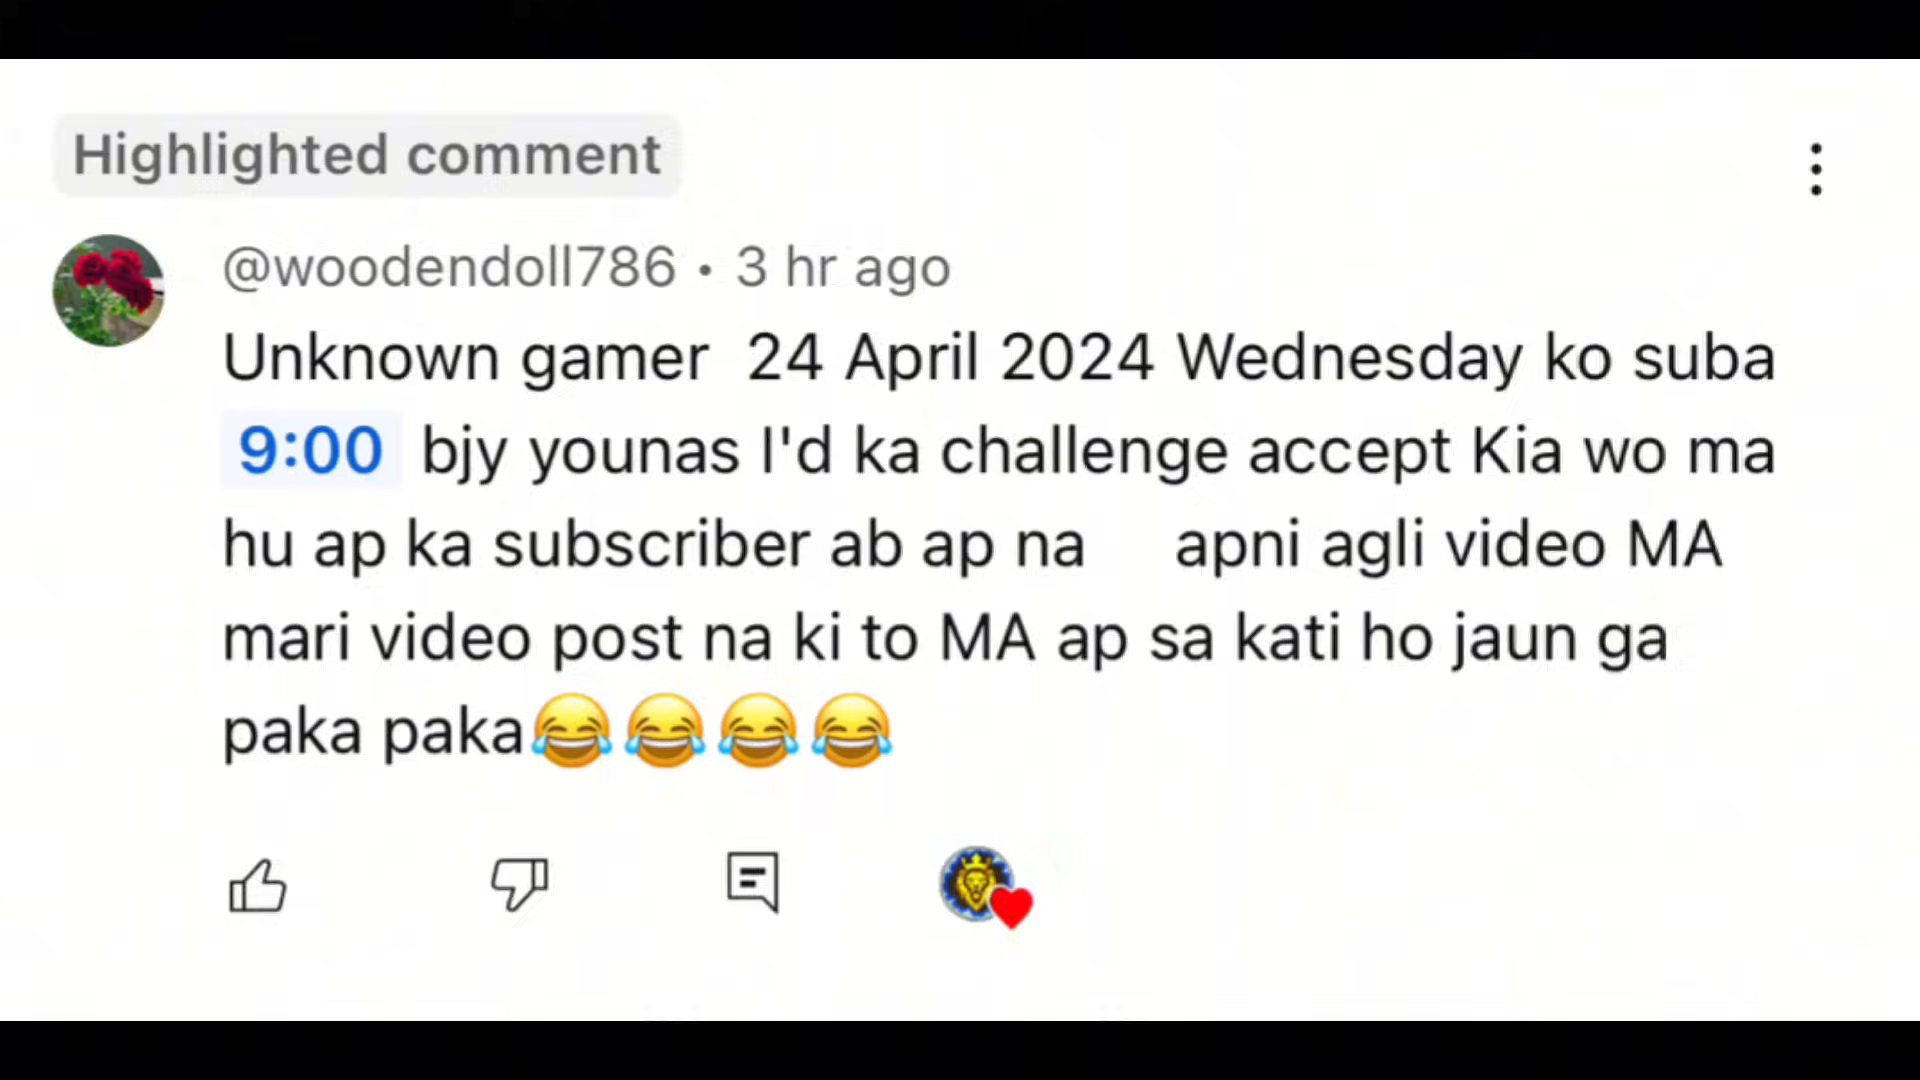 Highlighted comment
@woodendoll786 • 3 hr ago
Unknown gamer 24 April 2024 Wednesday ko suba
9:00 bjy younas I'd ka challenge accept Kia wo ma
hu ap ka subscriber ab ap na apni agli video MA
mari video post na ki to MA ap sa kati ho jaun ga
paka paka😂😂😂😂